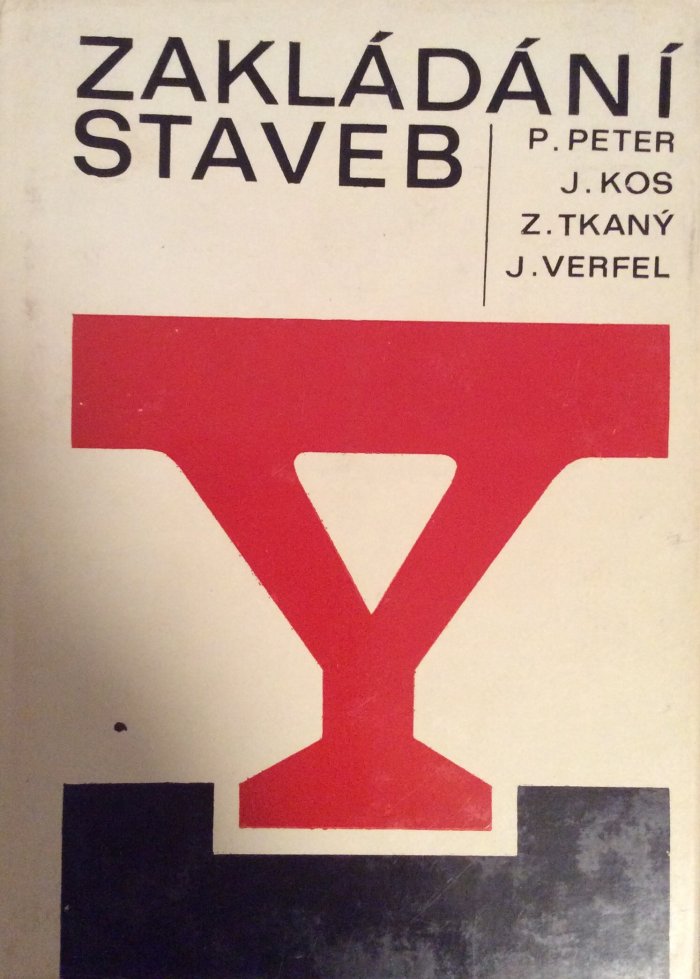 ZAKLÁDÁNÍ
STAVEB
P. PETER
J. KOS
Z. TKANÝ
J. VERFEL